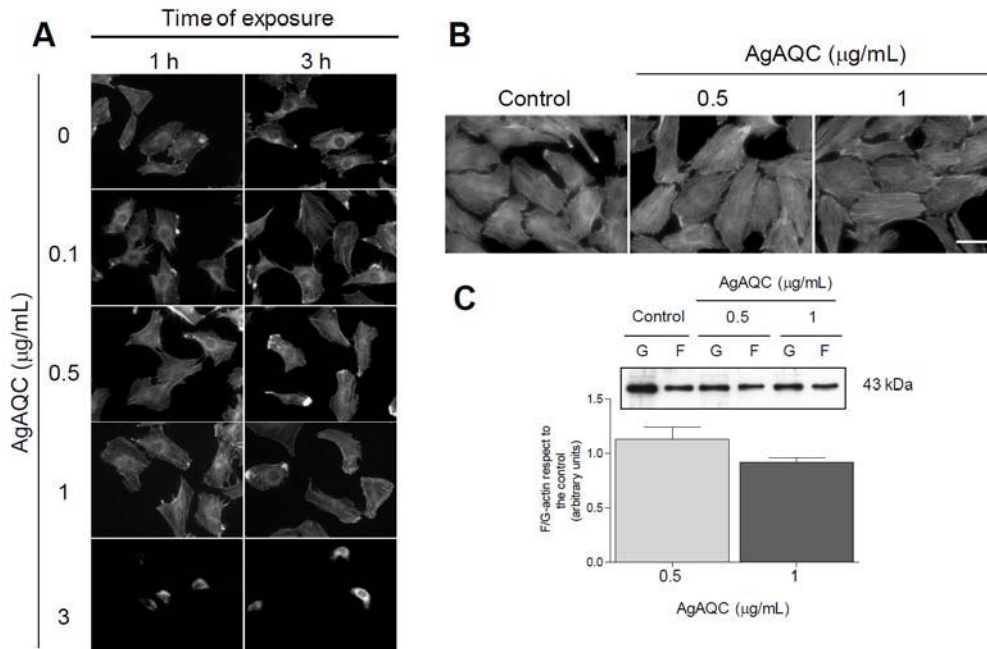 A
Time of exposure
1 h 3 h
AgAQC (μg/mL)
0
0.1
0.5
1
3
B
AgAQC (μg/mL)
Control 0.5 1
C
AgAQC (μg/mL)
Control 0.5 1
G F G F G F
43 kDa
F/G-actin respect to
the control
(arbitrary units)
1.5
1.0
0.5
0.0
0.5 1
AgAQC (μg/mL)